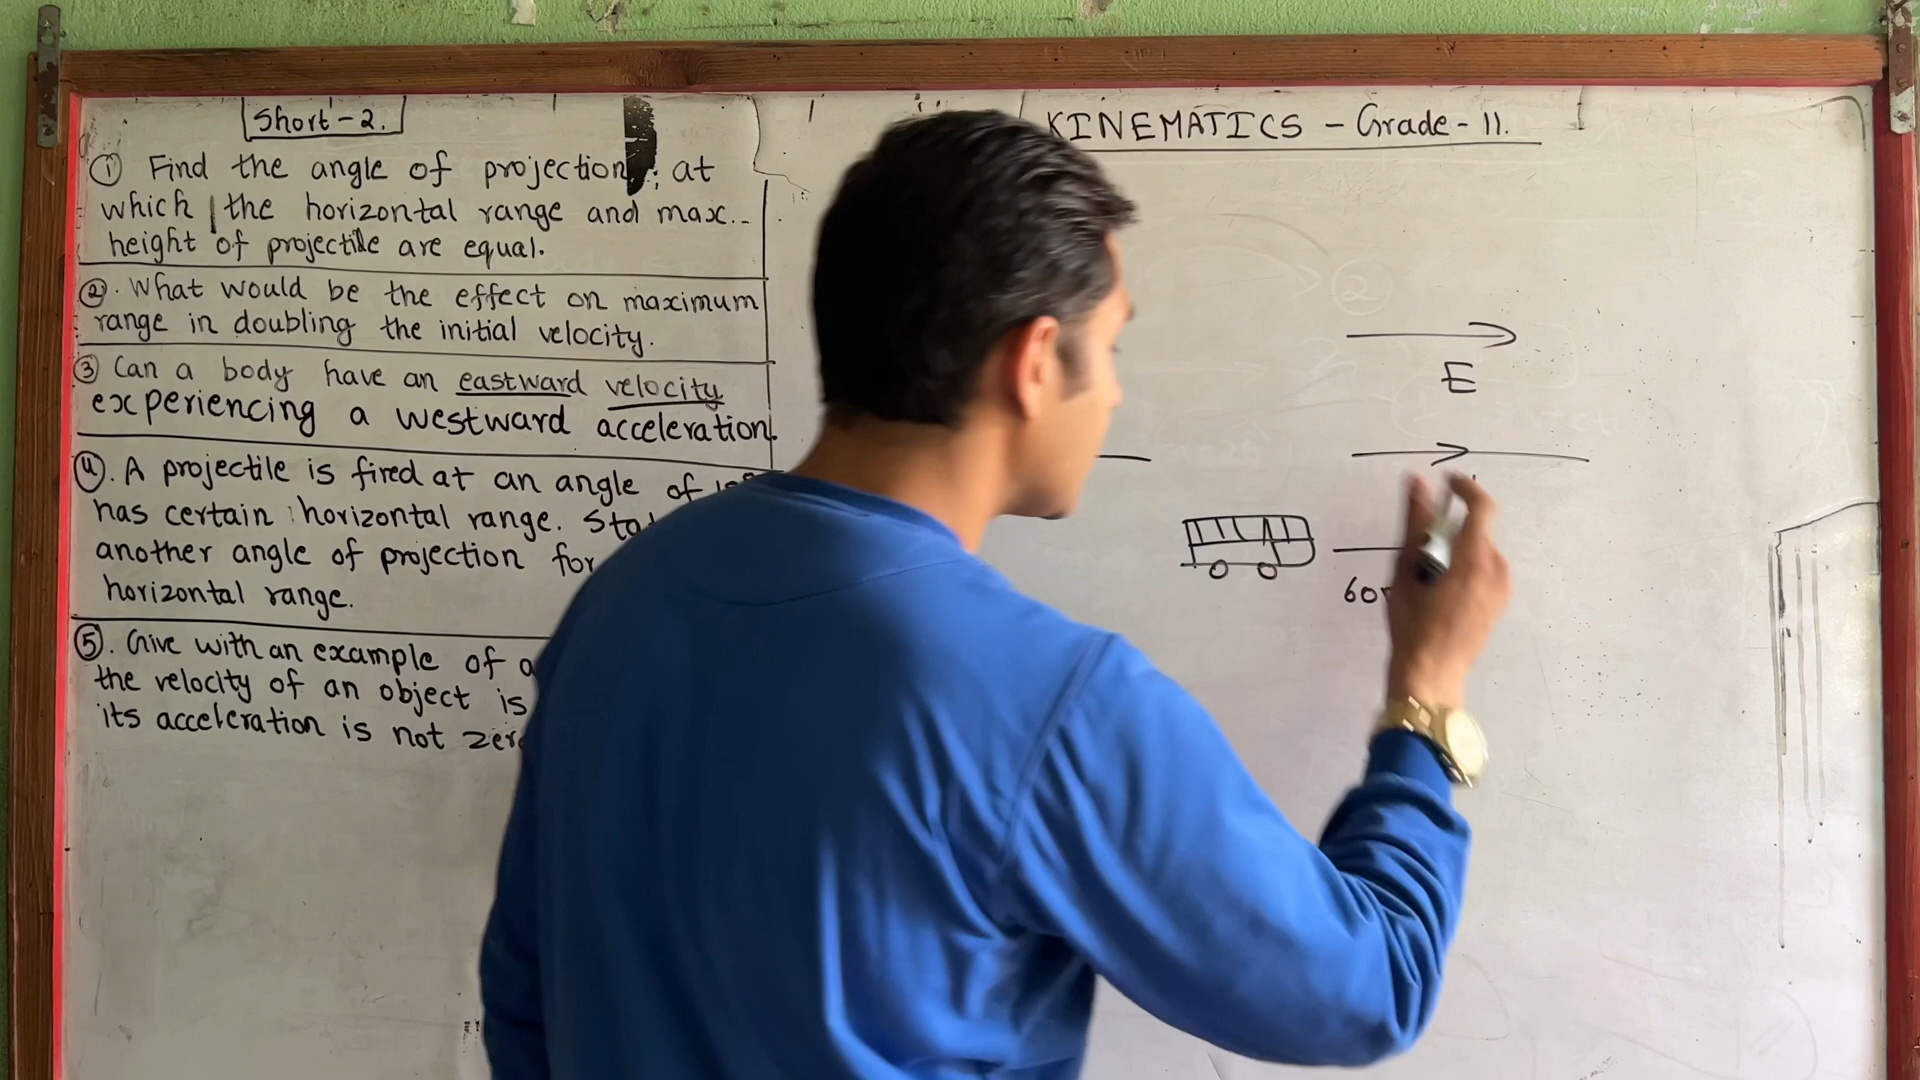 Short-2.
① Find the angle of projection, at
which the horizontal range and max.
height of projectile are equal.
②. What would be the effect on maximum
range in doubling the initial velocity.
③ Can a body have an eastward velocity
experiencing a westward acceleration.
④. A projectile is fired at an angle of
has certain horizontal range.
another angle of projection for
horizontal range.
⑤. Give with an example of a
the velocity of an object is
its acceleration is not zero
KINEMATICS - Grade - 11.
②
E
60